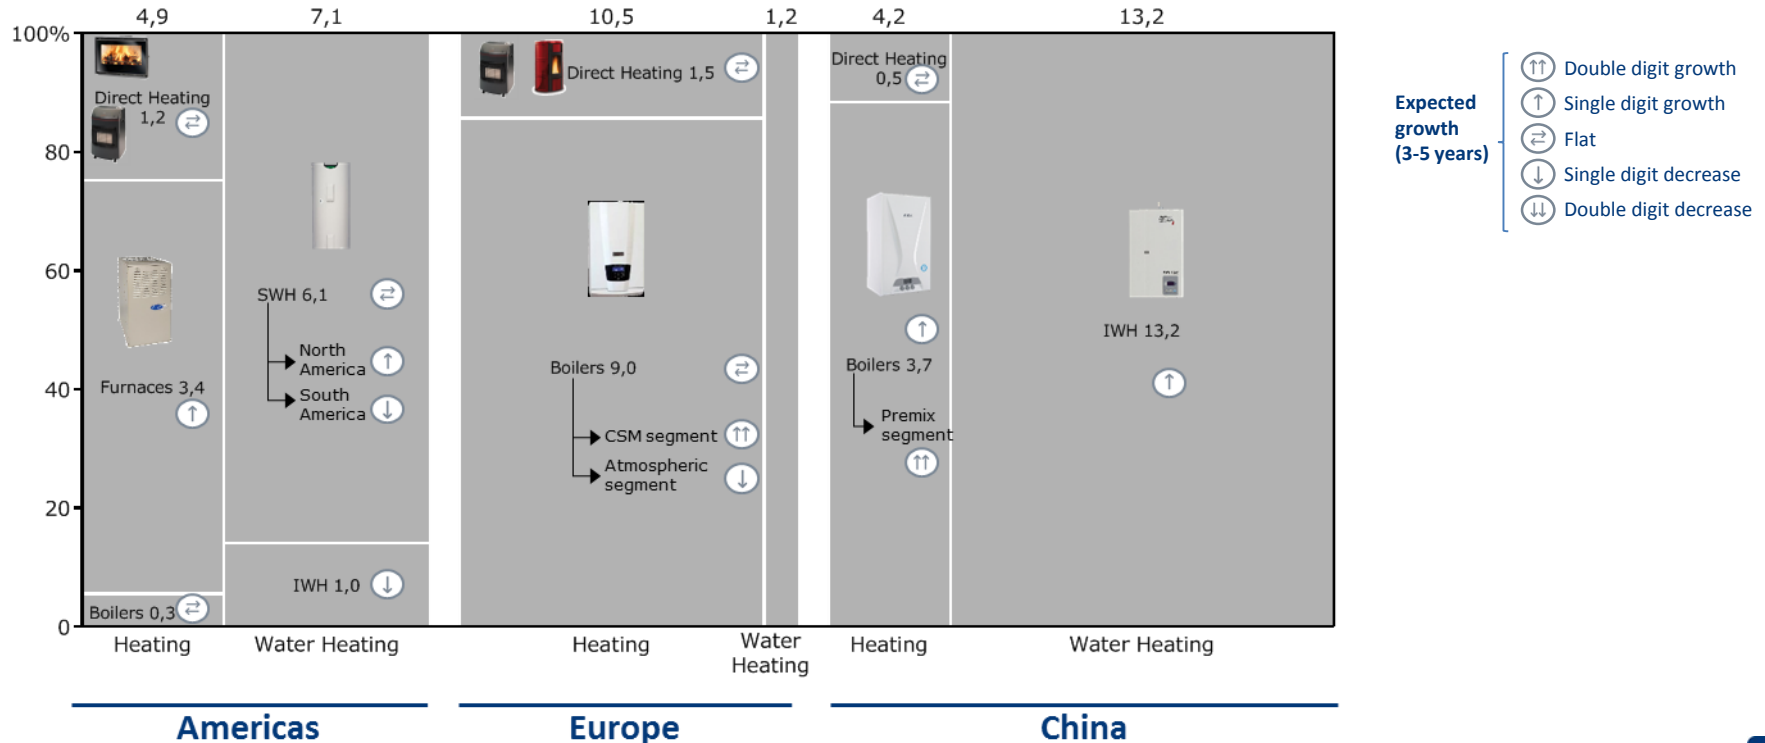 4,9
7,1
10,5
1,2
4,2
13,2
100%
80
60
40
20
0
Direct Heating
1,2
Furnaces 3,4
Boilers 0,3
SWH 6,1
North
America
South
America
IWH 1,0
Direct Heating 1,5
Boilers 9,0
CSM segment
Atmospheric
segment
Direct Heating
0,5
Boilers 3,7
Premix
segment
IWH 13,2
Heating
Water Heating
Heating
Water
Heating
Heating
Water Heating
Americas
Europe
China
Expected
growth
(3-5 years)
Double digit growth
Single digit growth
Flat
Single digit decrease
Double digit decrease